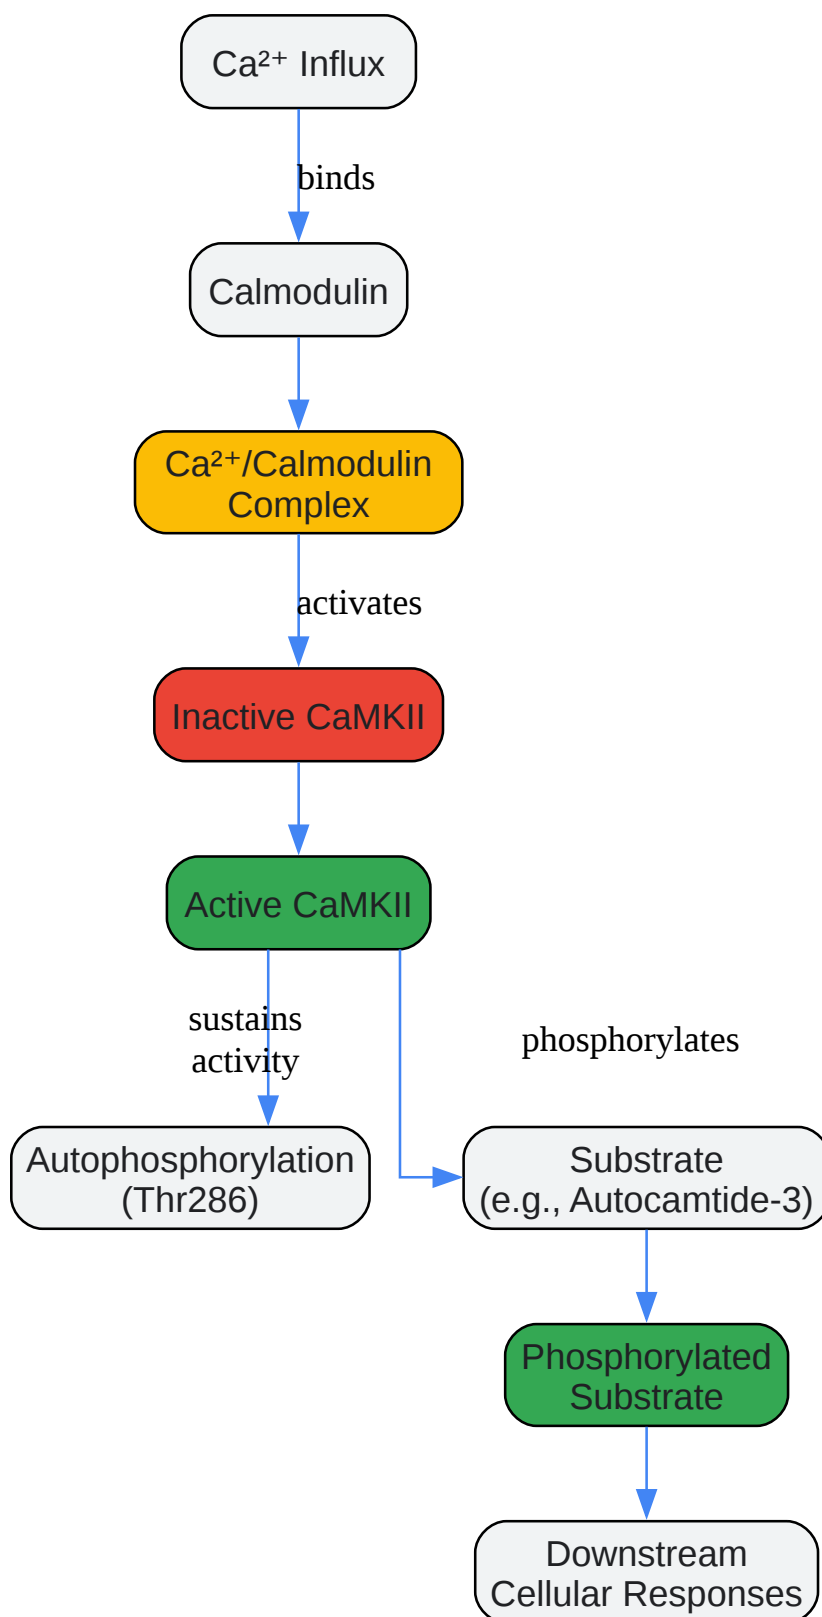 Ca²⁺ Influx
binds
Calmodulin
Ca²⁺/Calmodulin
Complex
activates
Inactive CaMKII
Active CaMKII
sustains
activity
phosphorylates
Autophosphorylation
(Thr286)
Substrate
(e.g., Autocamtide-3)
Phosphorylated
Substrate
Downstream
Cellular Responses